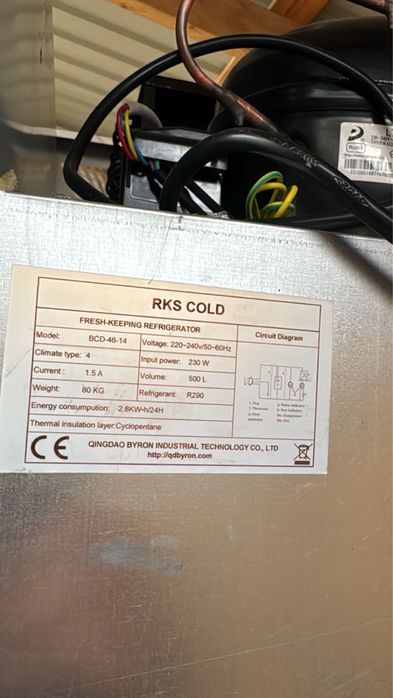 RKS COLD
FRESH-KEEPING REFRIGERATOR
Model: BCD-46-14
Voltage: 220~240v/50~60Hz
Climate type: 4
Input power: 230 W
Current : 1.5 A
Volume: 500 L
Weight: 80 KG
Refrigerant: R290
Energy consumpution: 2.8KW·h/24H
Thermal insulation layer:Cyclopentane
Circuit Diagram
CE
QINGDAO BYRON INDUSTRIAL TECHNOLOGY CO., LTD
http://qdbyron.com